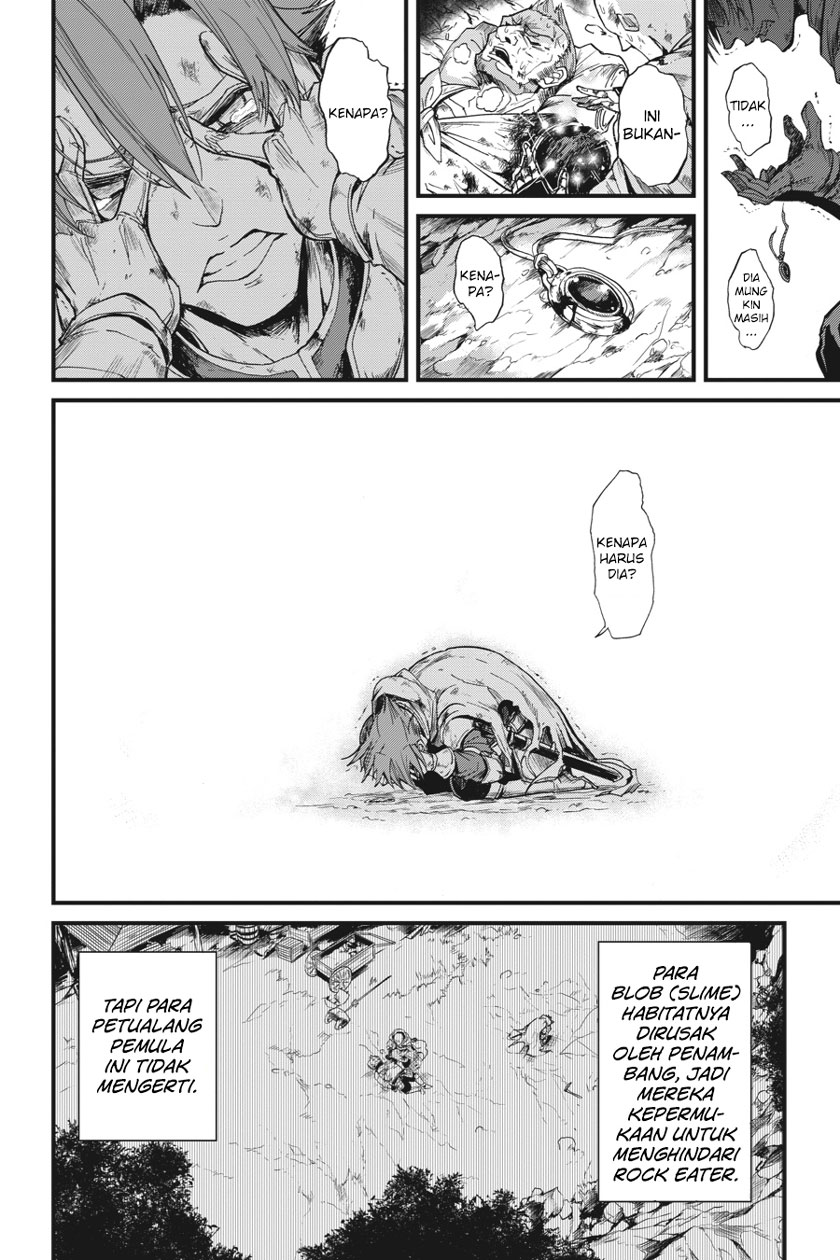 TIDAK
...
DIA
MUNG
KIN
MASIH
...
INI
BUKAN-
KENA-
PA?
KENAPA?
KENAPA
HARUS
DIA?
PARA
BLOB (SLIME)
HABITATNYA
DIRUSAK
OLEH PENAM-
BANG, JADI
MEREKA
KEPERMU-
KAAN UNTUK
MENGHINDARI
ROCK EATER.
TAPI PARA
PETUALANG
PEMULA
INI TIDAK
MENGERTI.